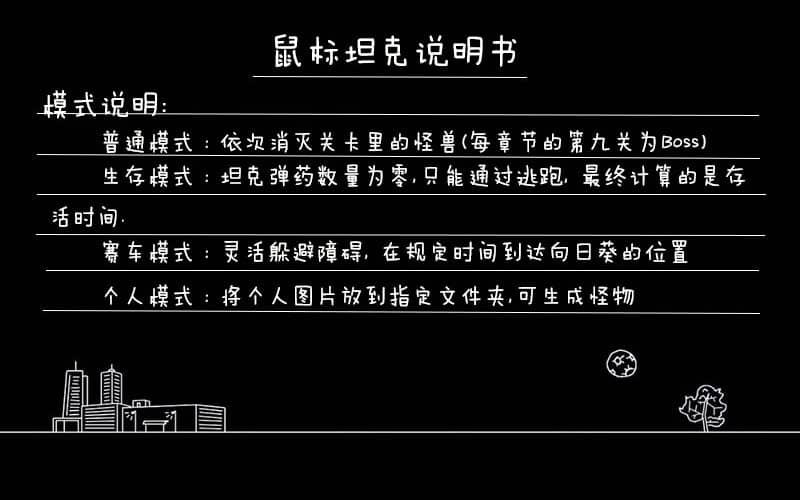 鼠标坦克说明书
模式说明:
普通模式：依次消灭关卡里的怪兽(每章节的第九关为Boss)
生存模式：坦克弹药数量为零,只能通过逃跑, 最终计算的是存
活时间.
赛车模式：灵活躲避障碍, 在规定时间到达向日葵的位置
个人模式：将个人图片放到指定文件夹,可生成怪物